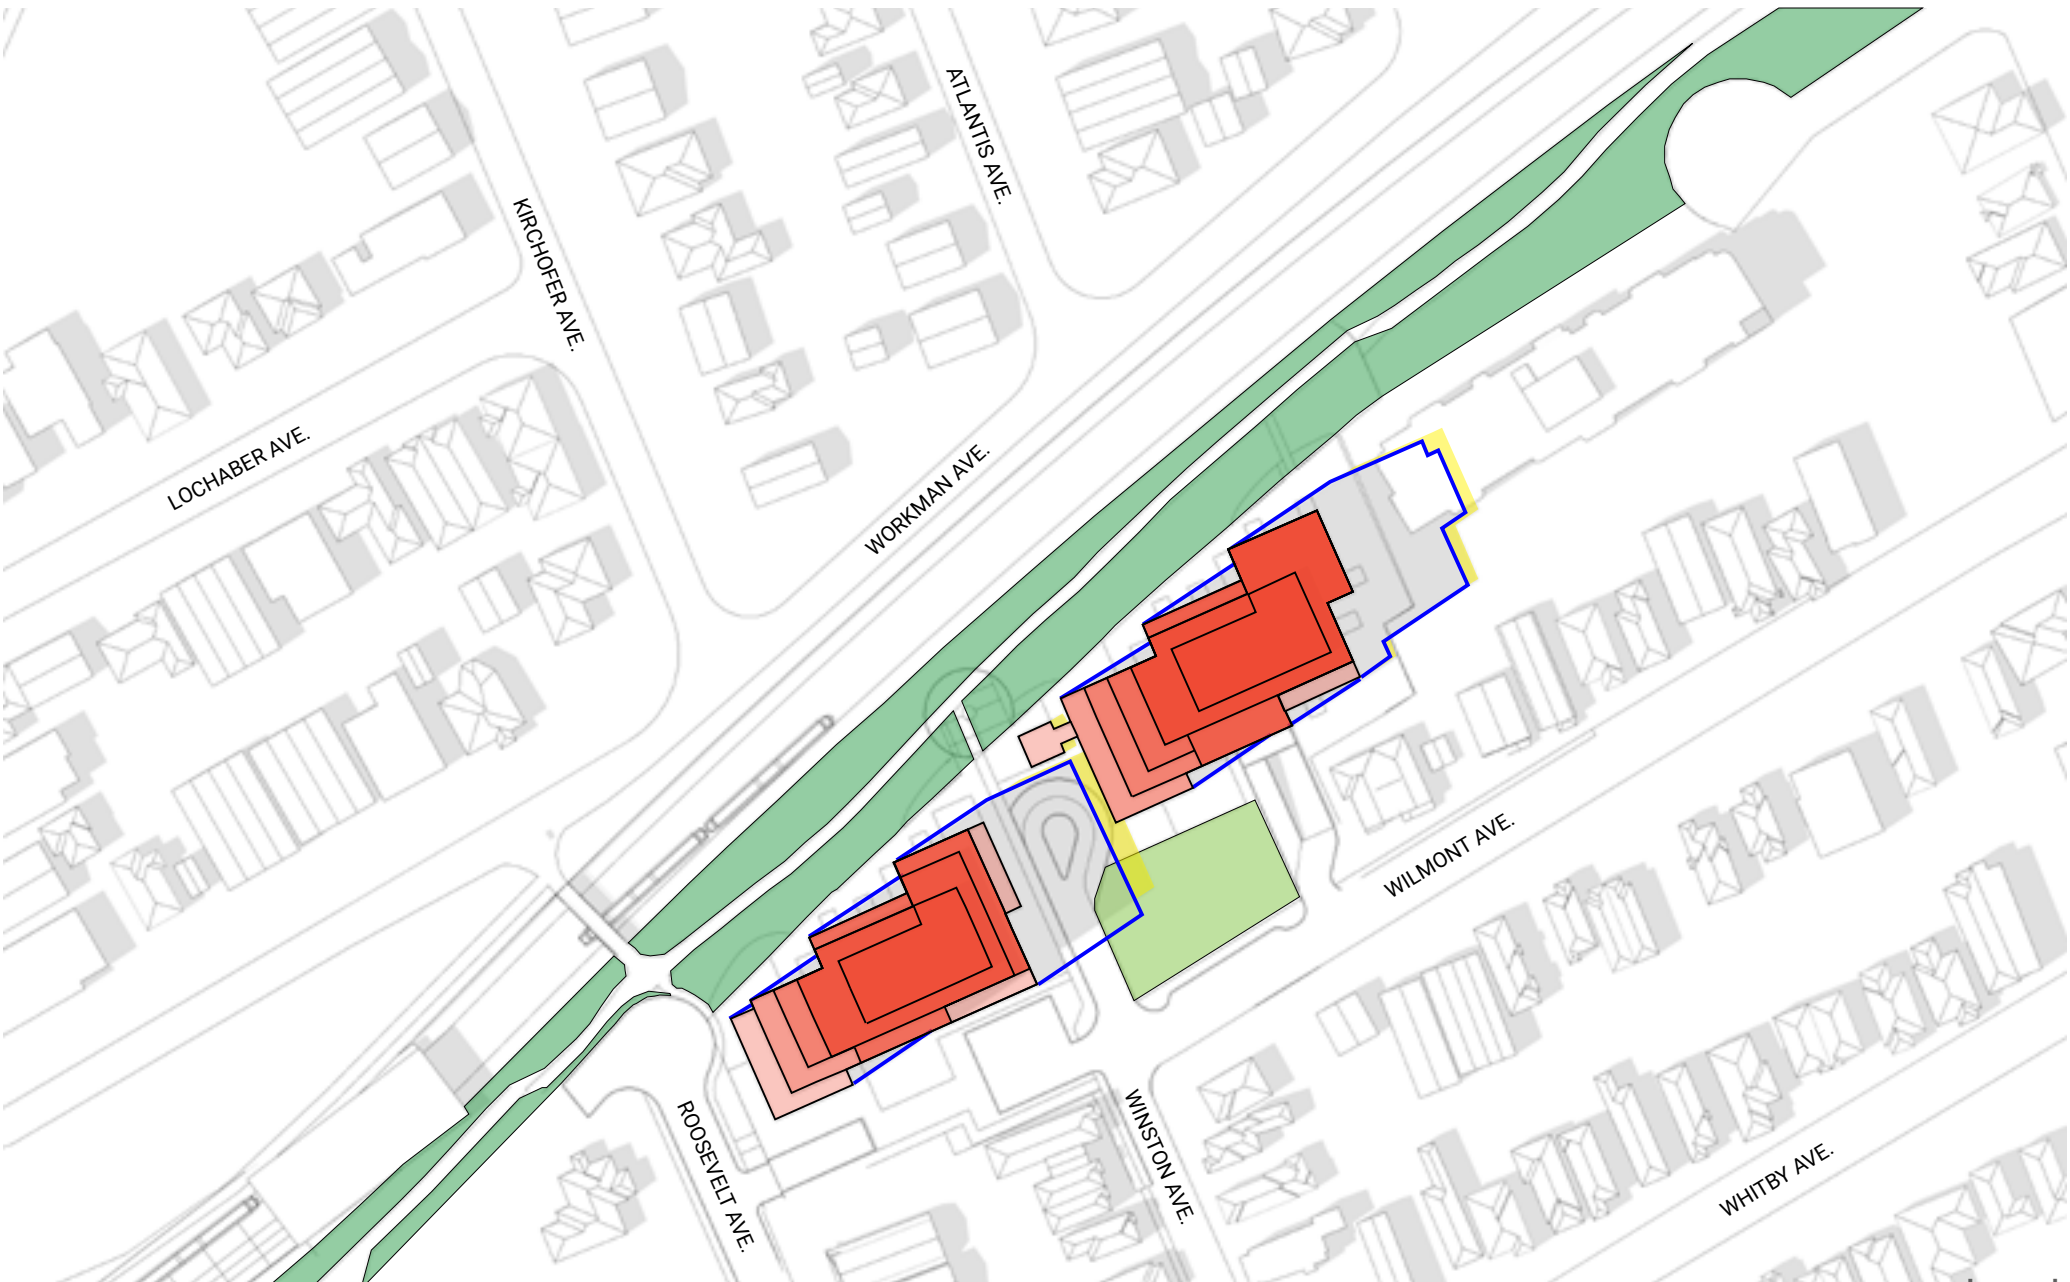 ATLANTIS AVE.
KIRCHOFER AVE.
LOCHABER AVE.
WORKMAN AVE.
WILMONT AVE.
ROOSEVELT AVE.
WINSTON AVE.
WHITBY AVE.